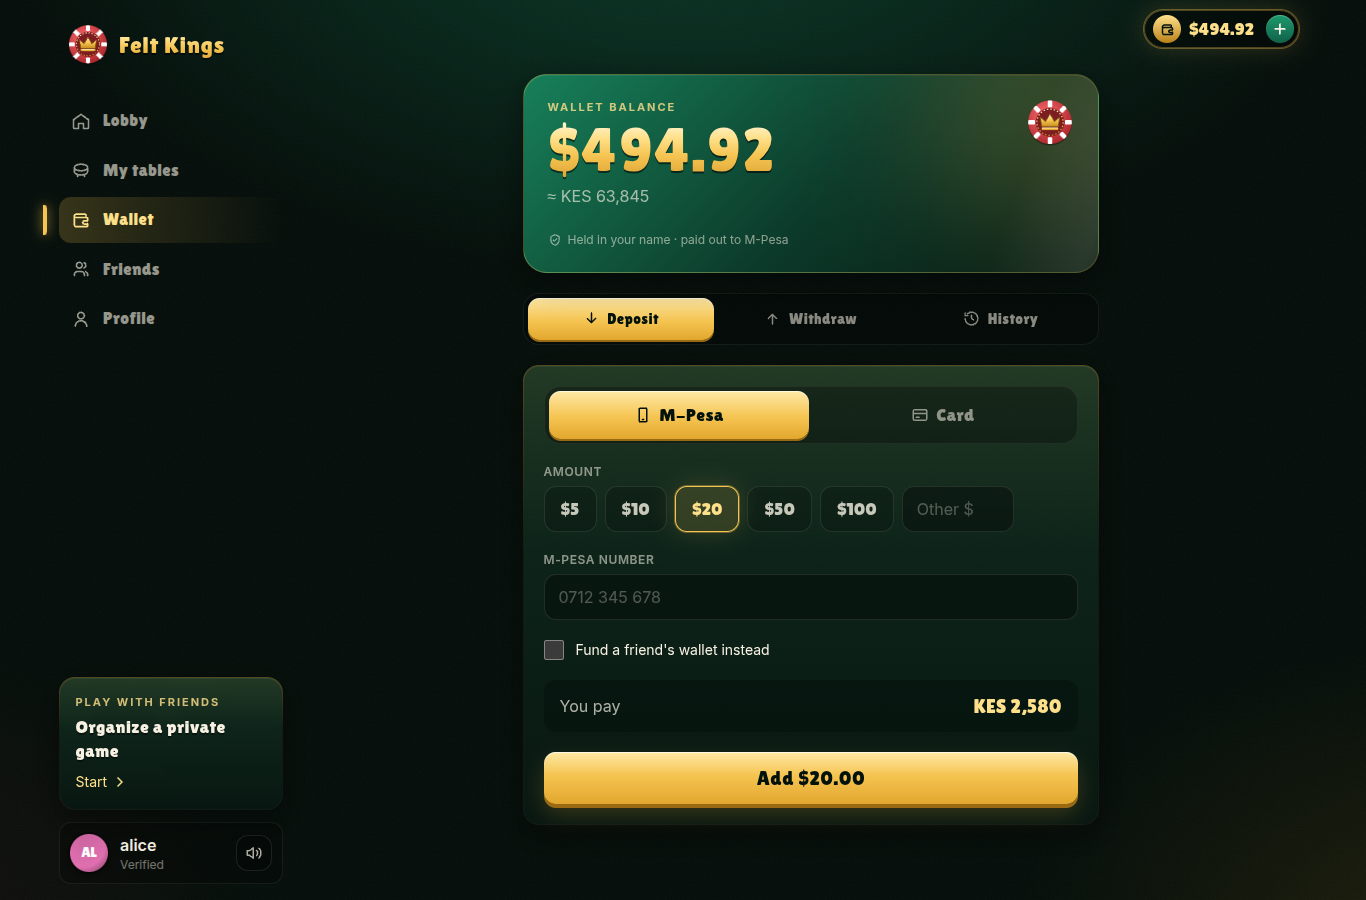 Felt Kings
$494.92
Lobby
My tables
Wallet
Friends
Profile
WALLET BALANCE
$494.92
≈ KES 63,845
Held in your name · paid out to M-Pesa
Deposit
Withdraw
History
M-Pesa
Card
AMOUNT
$5
$10
$20
$50
$100
Other $
M-PESA NUMBER
0712 345 678
Fund a friend's wallet instead
You pay
KES 2,580
Add $20.00
PLAY WITH FRIENDS
Organize a private
game
Start
AL
alice
Verified